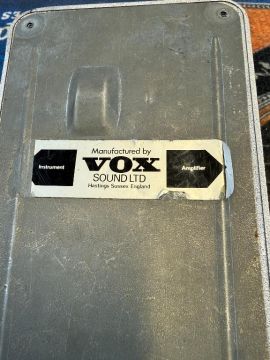 Manufactured by
VOX
Instrument
SOUND LTD
Amplifier
Hastings Sussex England